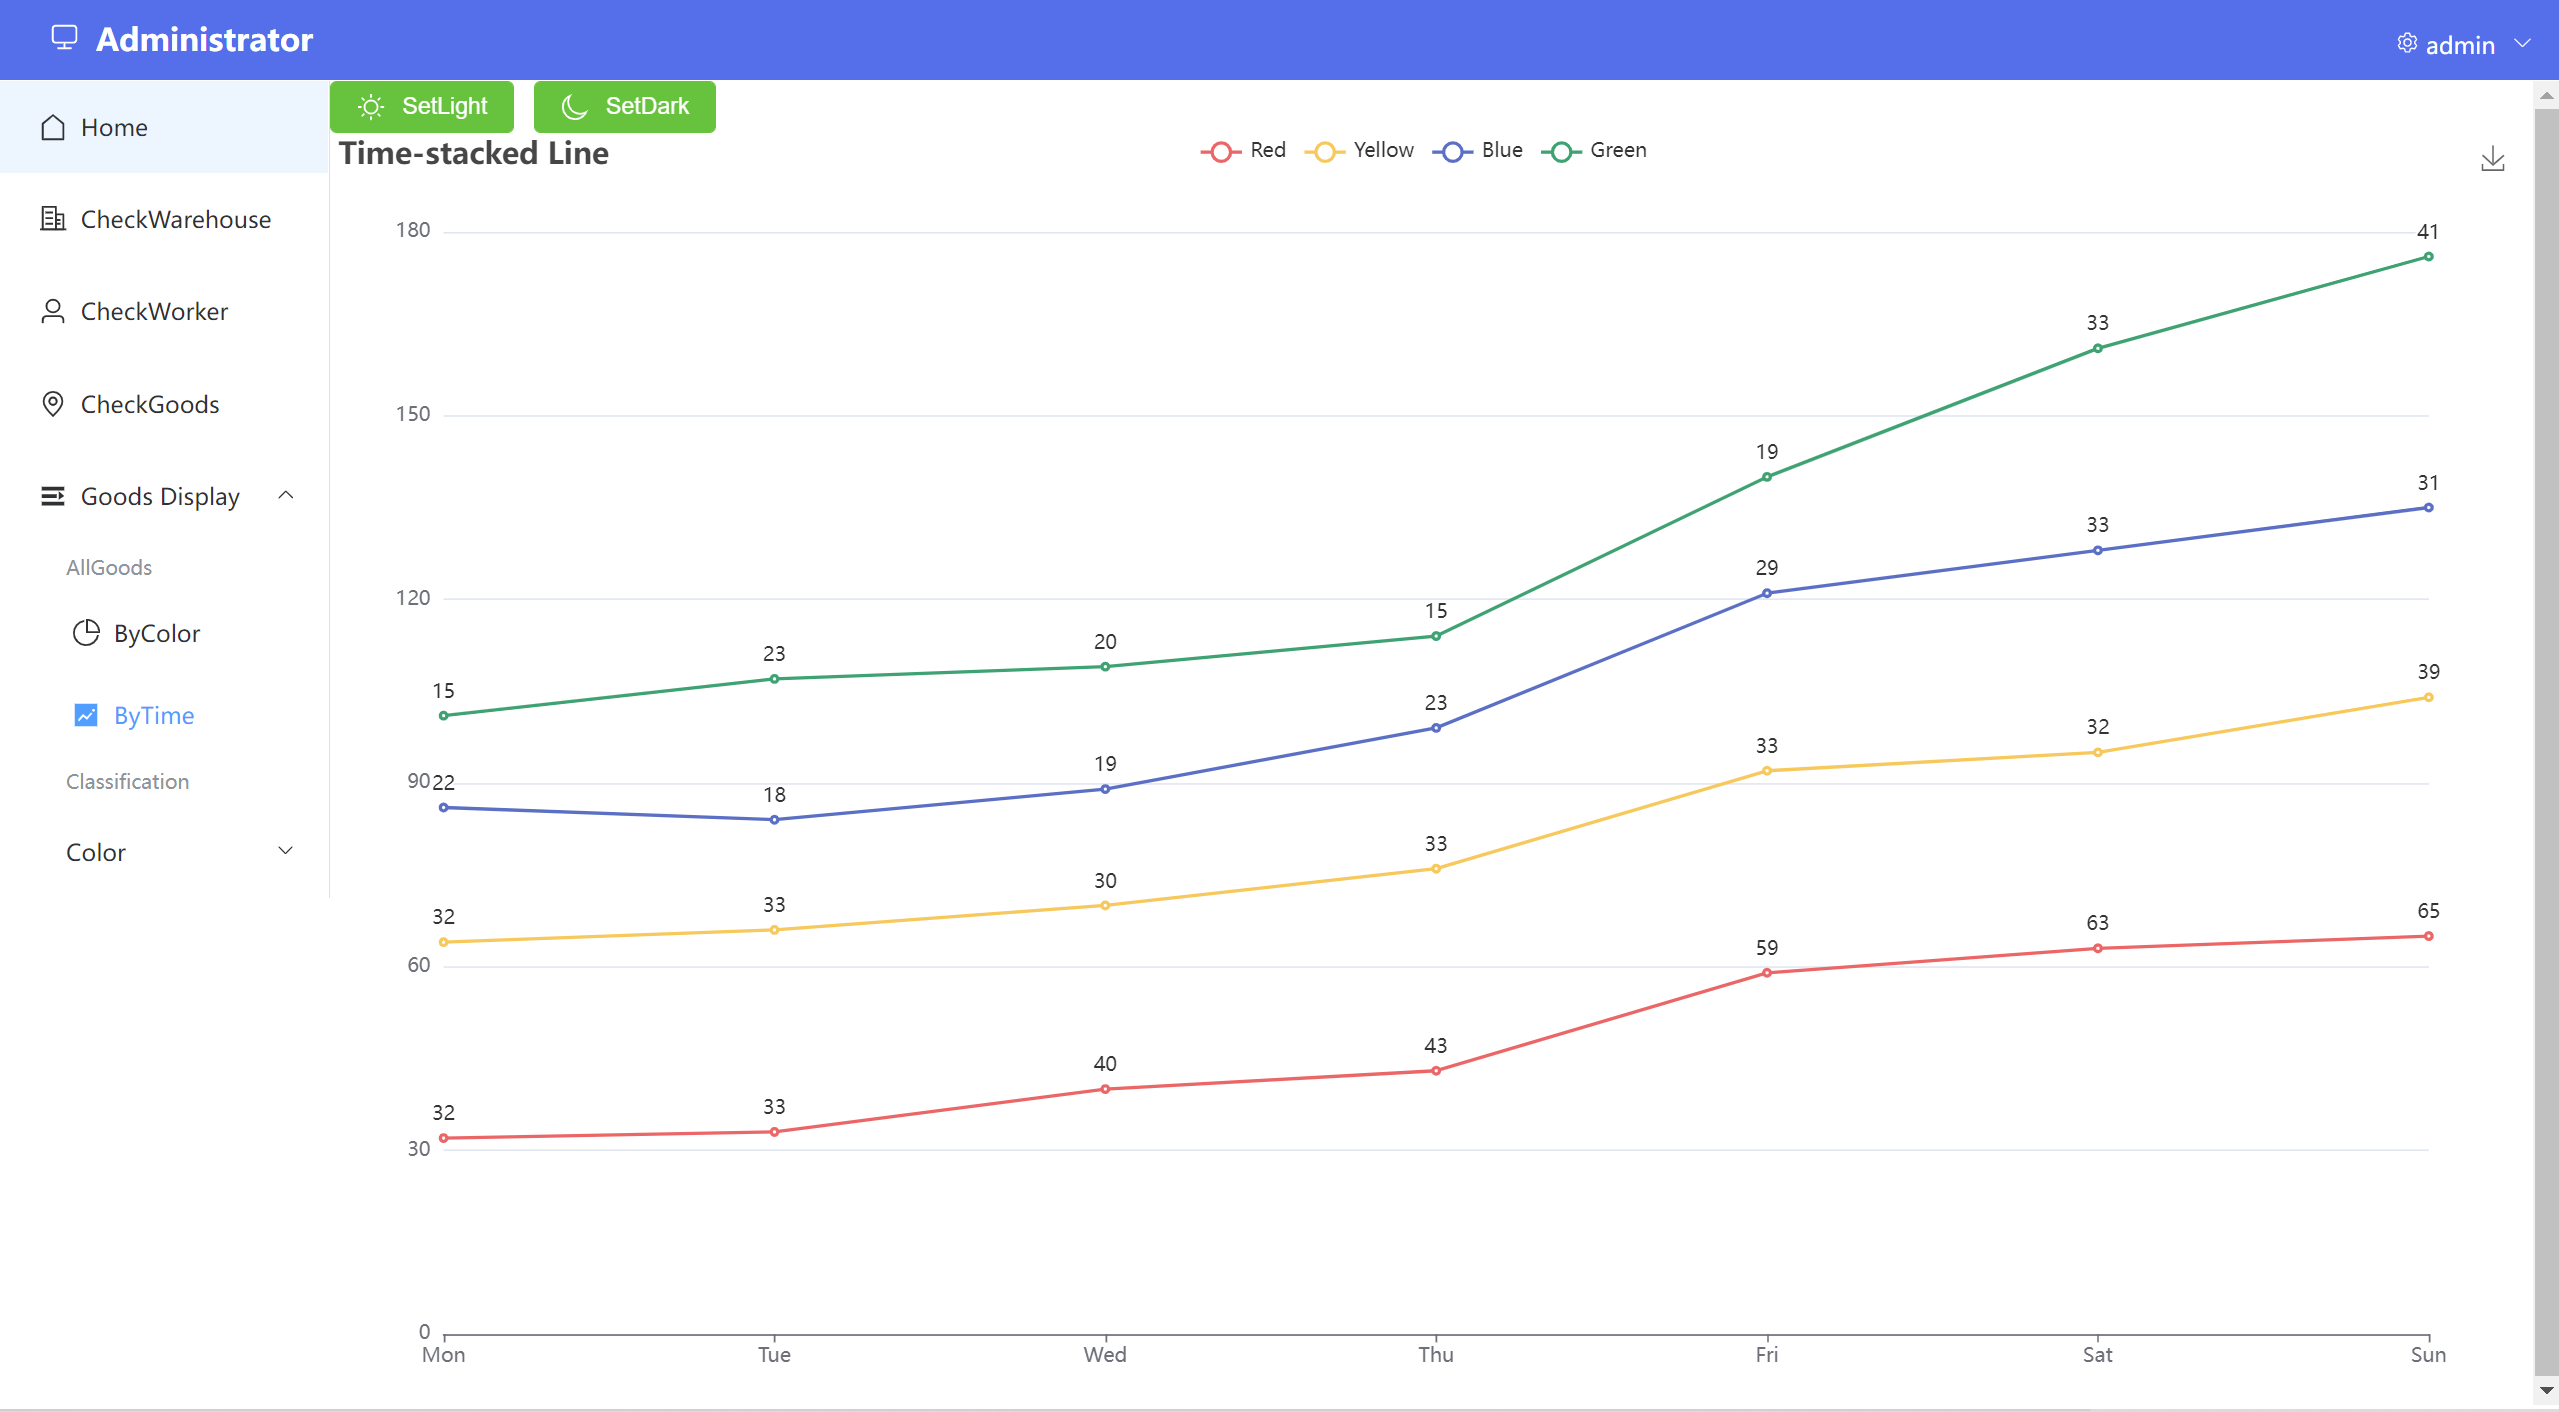 Administrator
admin
Home
CheckWarehouse
CheckWorker
CheckGoods
Goods Display
AllGoods
ByColor
ByTime
Classification
Color
SetLight SetDark
Time-stacked Line
Red Yellow Blue Green
180
150
120
90
60
30
0
41
33
19
15
20
23
15
31
33
29
23
19
18
22
39
32
33
33
30
33
32
65
63
59
43
40
33
32
Mon Tue Wed Thu Fri Sat Sun